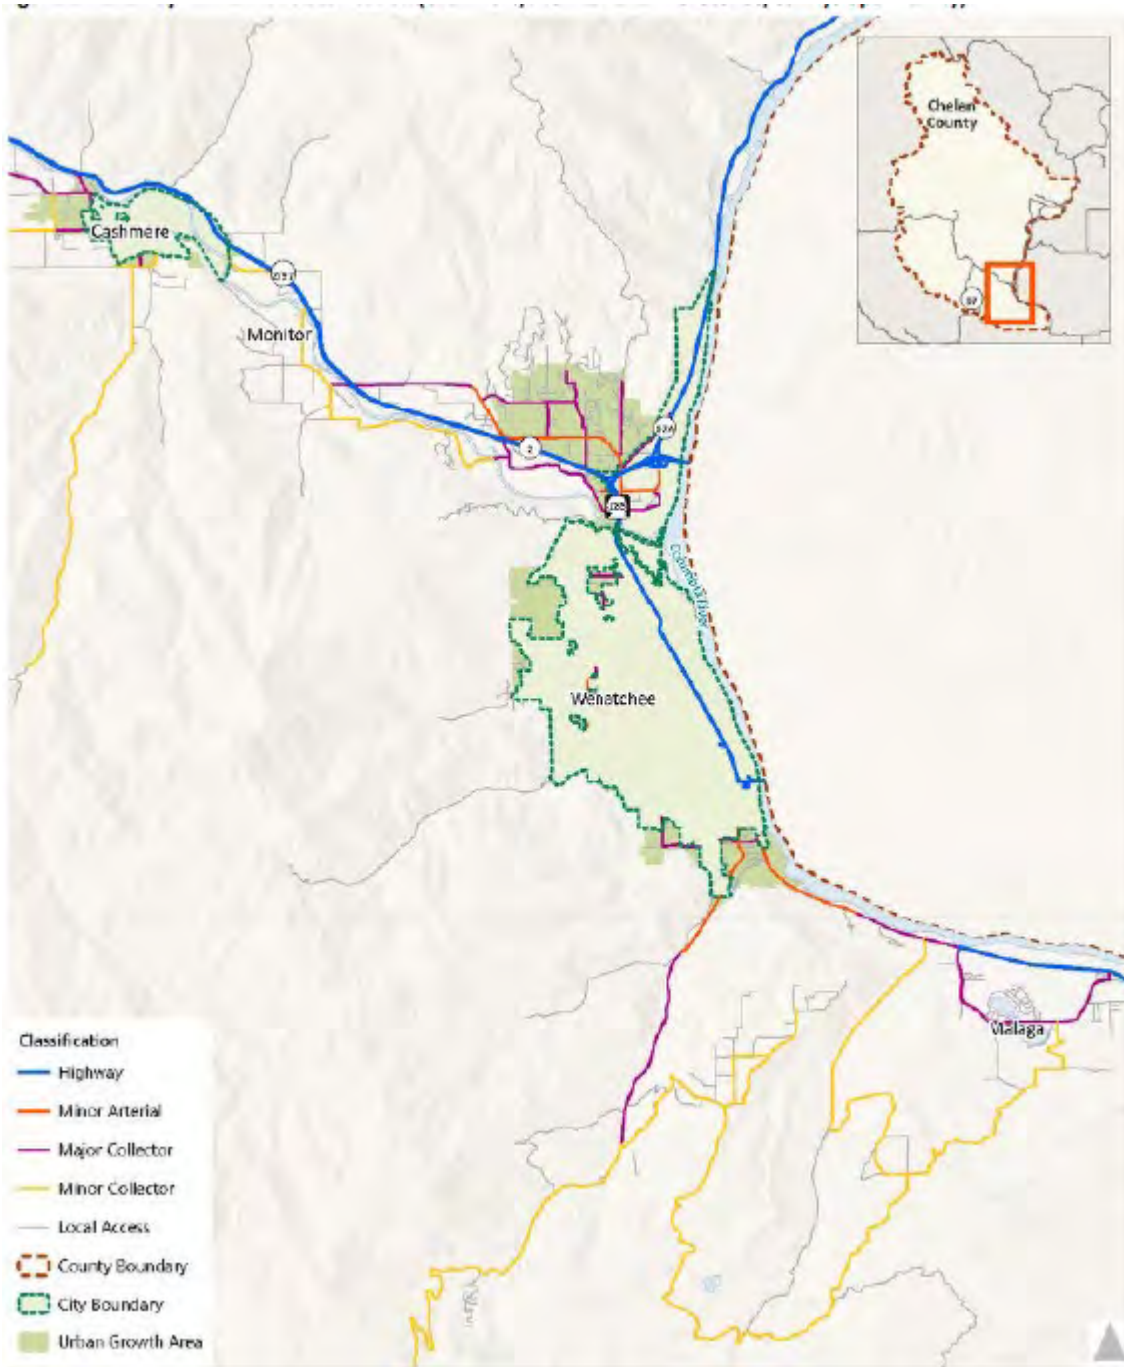 Chelan
County
97
Cashmere
Monitor
2
285
Columbia River
Wenatchee
Malaga
Classification
Highway
Minor Arterial
Major Collector
Minor Collector
Local Access
County Boundary
City Boundary
Urban Growth Area